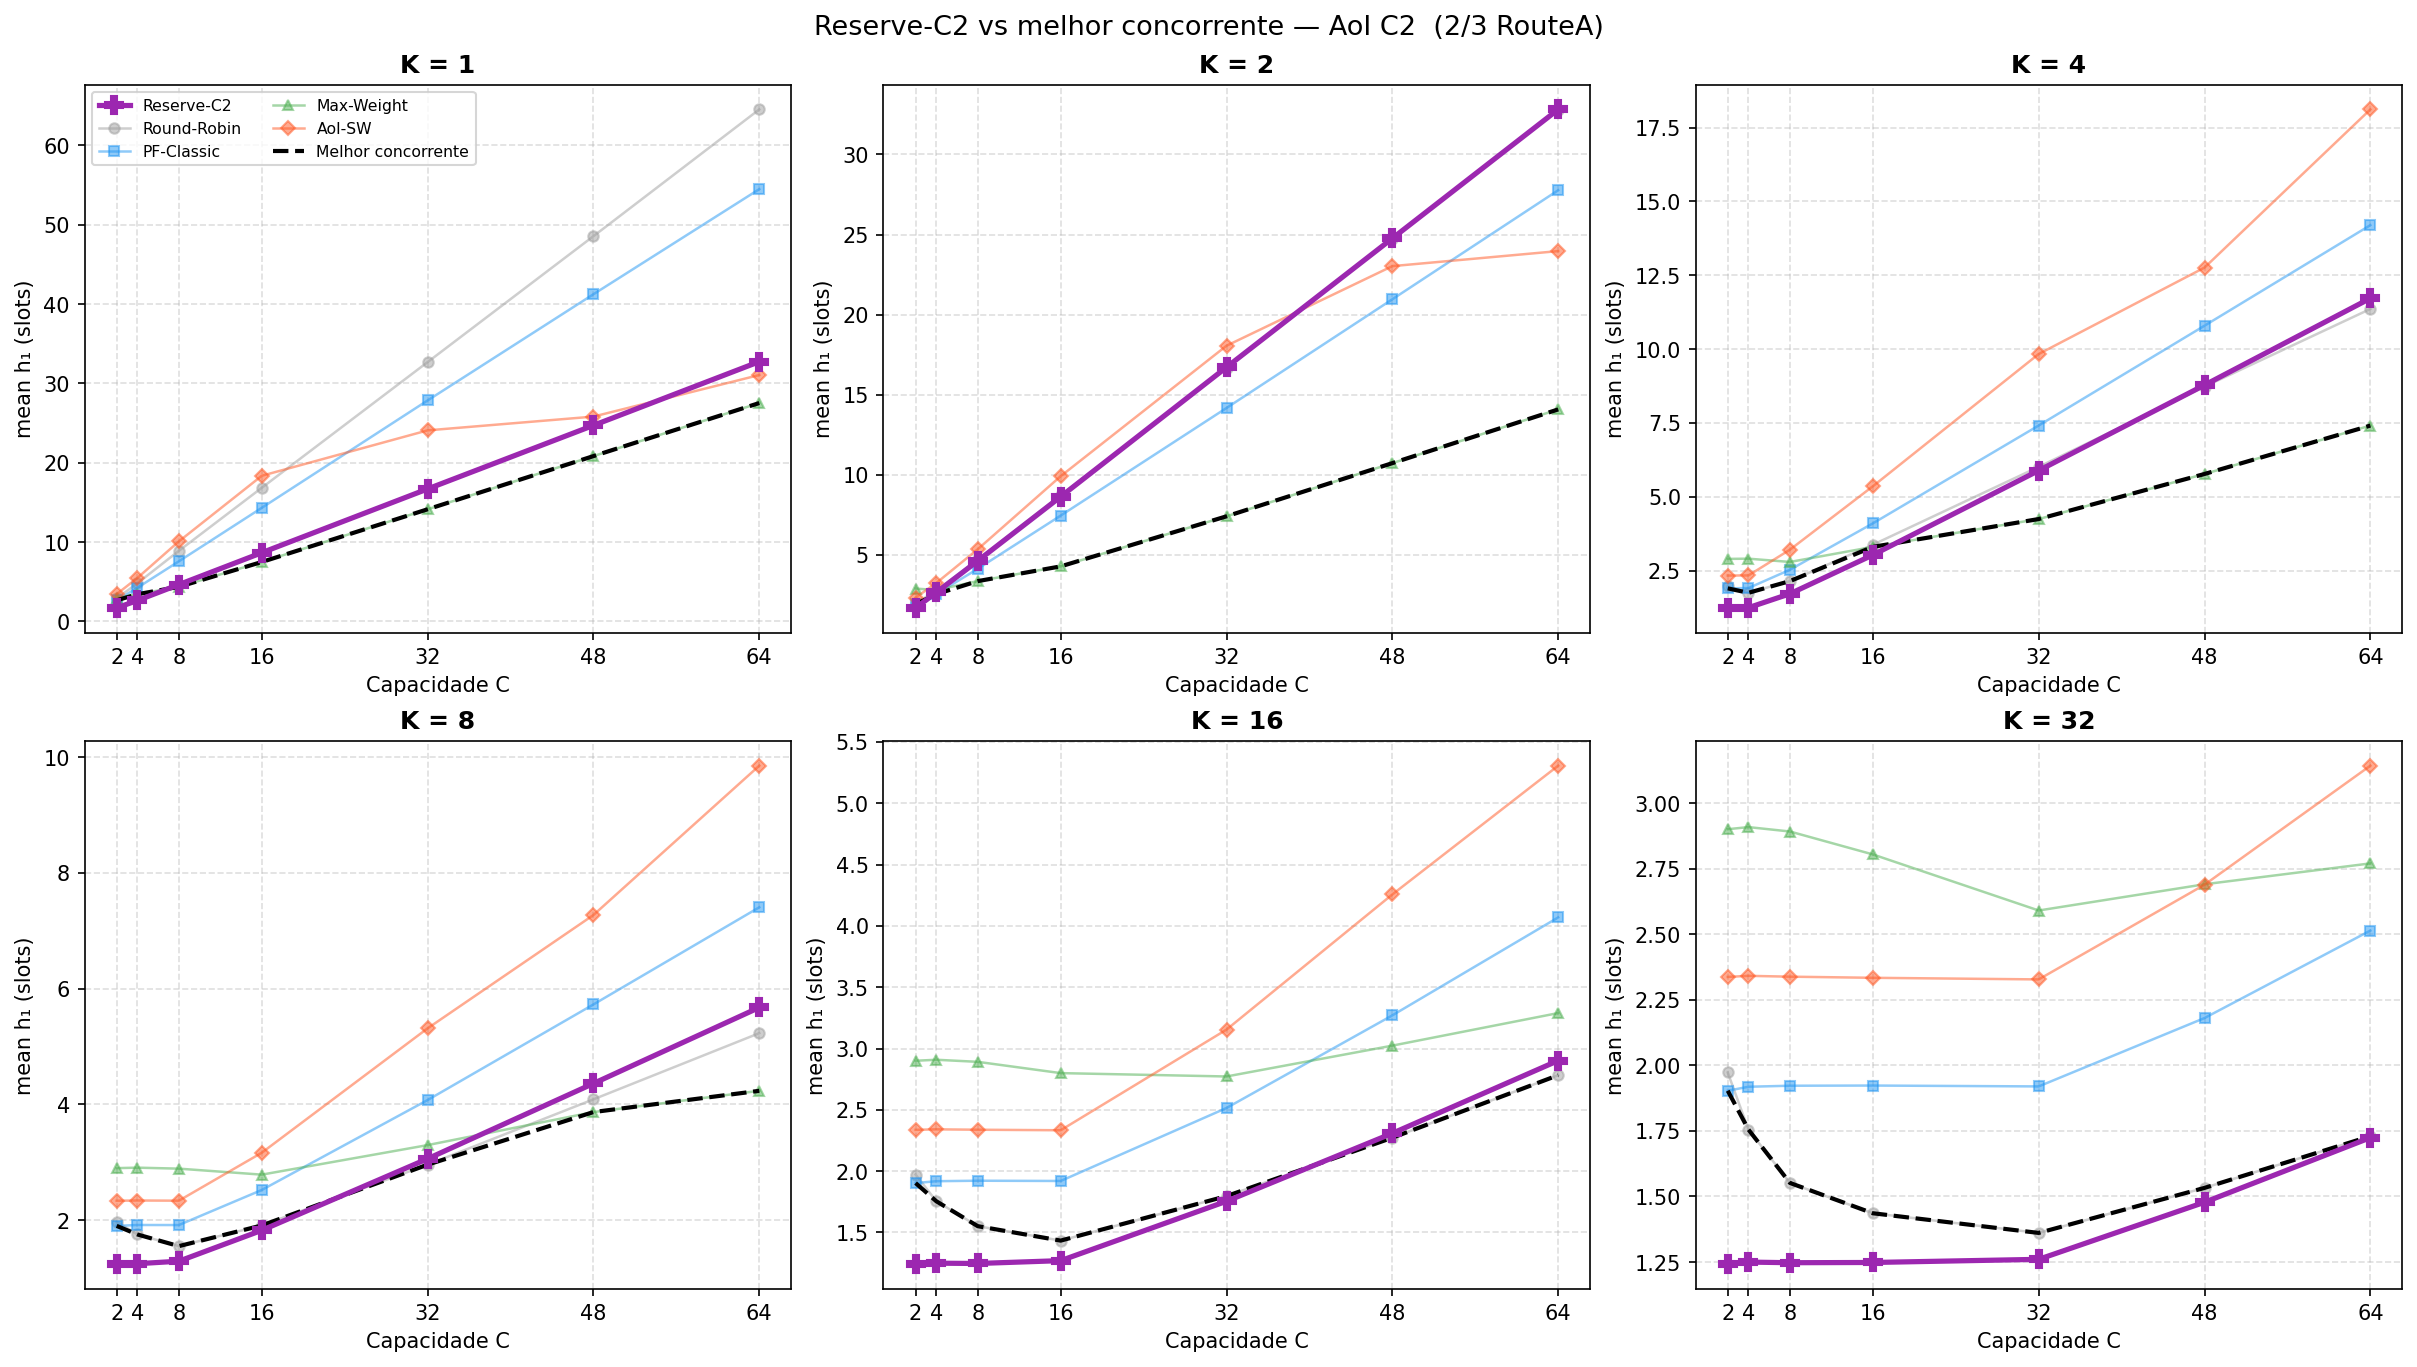 Reserve-C2 vs melhor concorrente — AoI C2  (2/3 RouteA)
K = 1
Reserve-C2
Round-Robin
PF-Classic
Max-Weight
AoI-SW
Melhor concorrente
60
50
40
30
20
10
0
mean h₁ (slots)
2 4 8 16 32 48 64
Capacidade C
K = 2
30
25
20
15
10
5
mean h₁ (slots)
2 4 8 16 32 48 64
Capacidade C
K = 4
17.5
15.0
12.5
10.0
7.5
5.0
2.5
mean h₁ (slots)
2 4 8 16 32 48 64
Capacidade C
K = 8
10
8
6
4
2
mean h₁ (slots)
2 4 8 16 32 48 64
Capacidade C
K = 16
5.5
5.0
4.5
4.0
3.5
3.0
2.5
2.0
1.5
mean h₁ (slots)
2 4 8 16 32 48 64
Capacidade C
K = 32
3.00
2.75
2.50
2.25
2.00
1.75
1.50
1.25
mean h₁ (slots)
2 4 8 16 32 48 64
Capacidade C